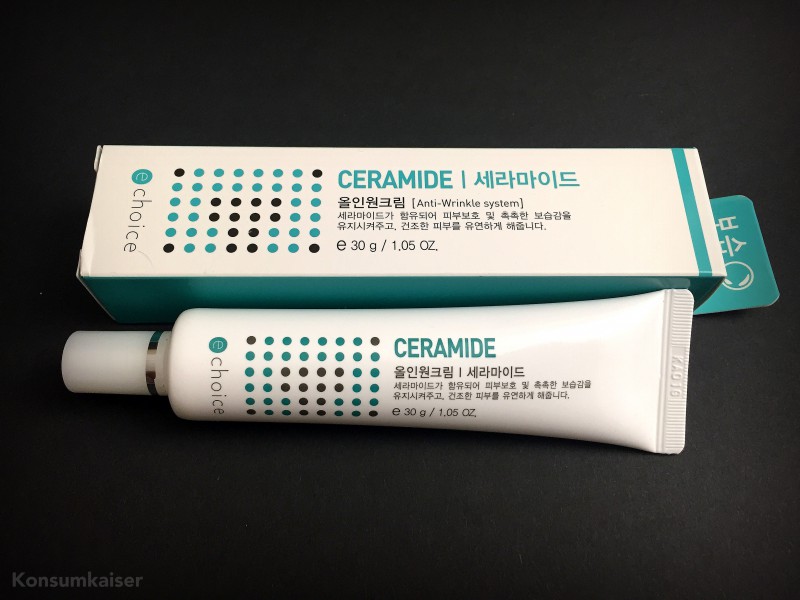 echoice
CERAMIDE | 세라마이드
올인원크림 [Anti-Wrinkle system]
세라마이드가 함유되어 피부보호 및 촉촉한 보습감을
유지시켜주고, 건조한 피부를 유연하게 해줍니다.
e 30 g / 1.05 OZ.
보습
echoice
CERAMIDE
올인원크림 | 세라마이드
세라마이드가 함유되어 피부보호 및 촉촉한 보습감을
유지시켜주고, 건조한 피부를 유연하게 해줍니다.
e 30 g / 1.05 OZ.
KAO10
Konsumkaiser